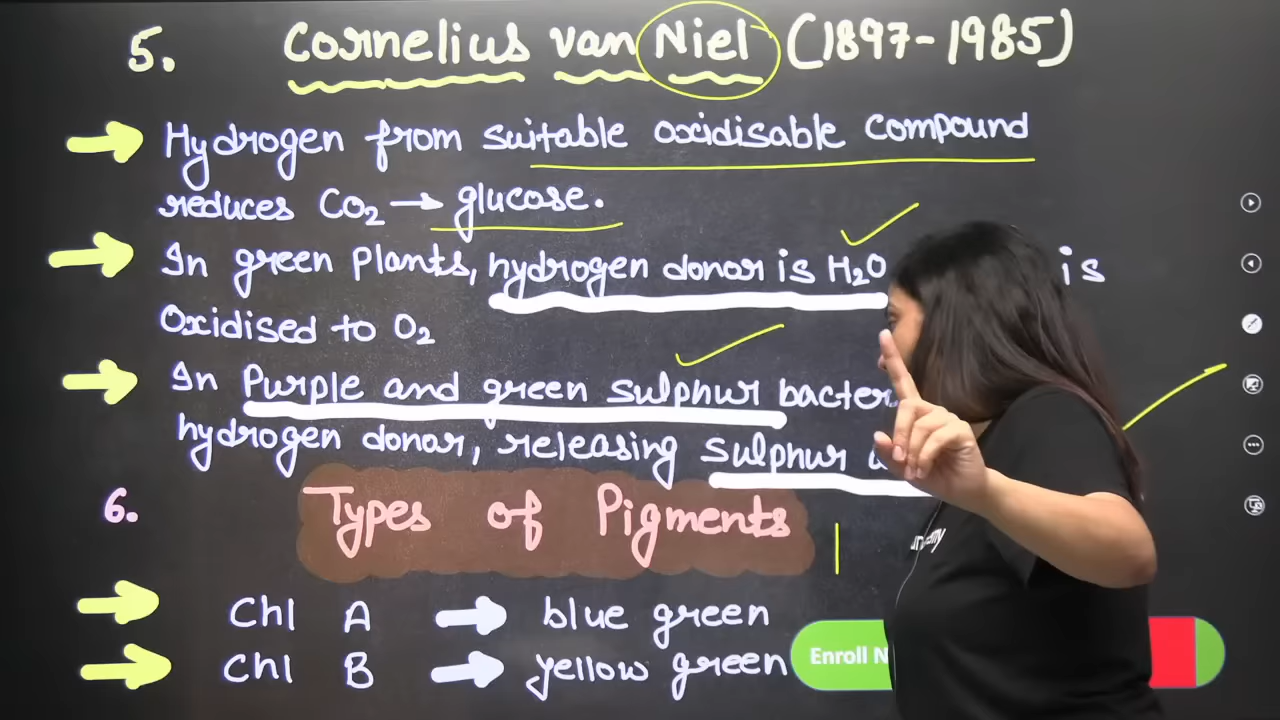 5. Cornelius van Niel (1897-1985)
Hydrogen from suitable oxidisable compound
reduces CO₂ → glucose.
In green plants, hydrogen donor is H₂O is
Oxidised to O₂
In Purple and green sulphur
hydrogen donor, releasing sulphur
6. Types of Pigments
Chl A → blue green
Chl B → yellow green
Enroll